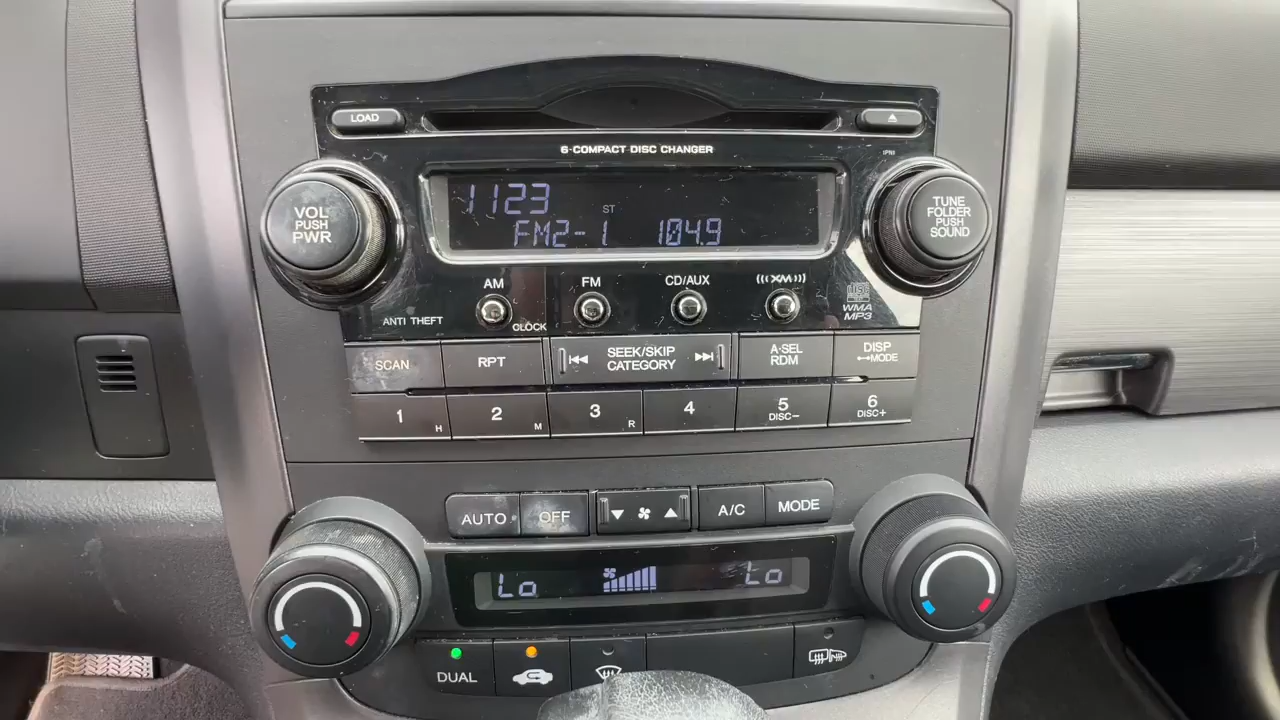 LOAD
6-COMPACT DISC CHANGER
VOL
PUSH
PWR
1123
ST
FM2-1 104.9
TUNE
FOLDER
PUSH
SOUND
AM FM CD/AUX XM
CLOCK
ANTI THEFT
WMA
MP3
SCAN RPT
SEEK/SKIP
CATEGORY
A•SEL
RDM
DISP
MODE
1 H 2 M 3 R 4
5
DISC-
6
DISC+
AUTO OFF A/C MODE
Lo Lo
DUAL